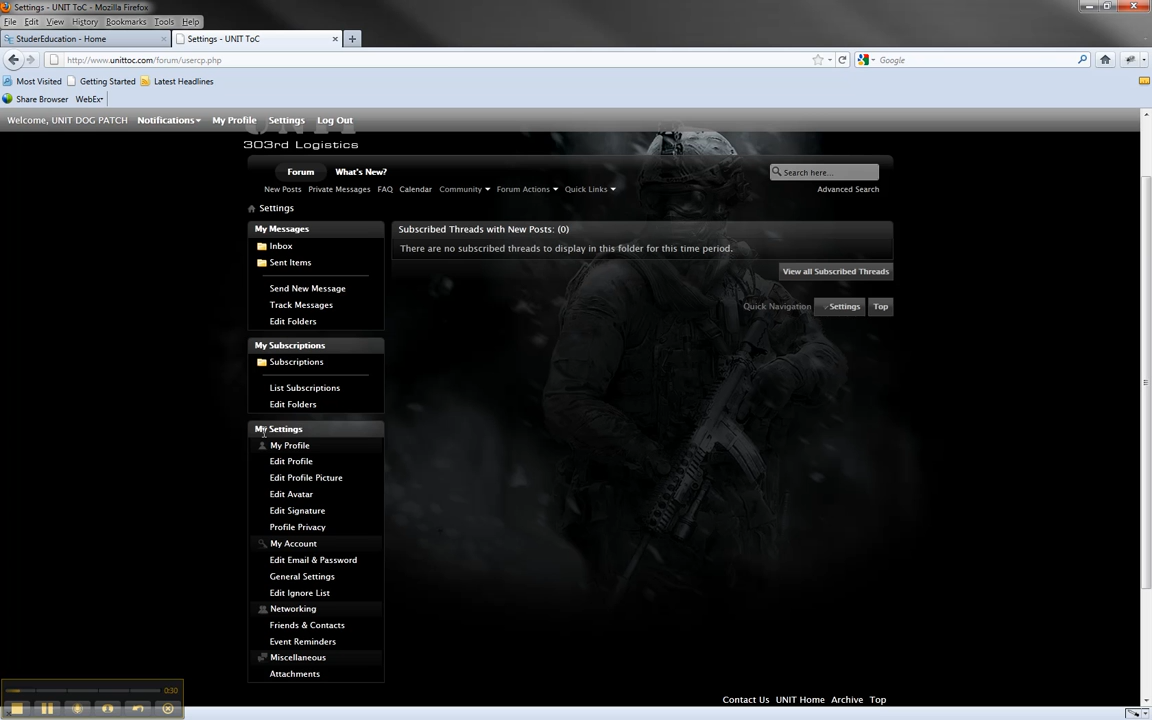 Settings - UNIT ToC - Mozilla Firefox
File Edit View History Bookmarks Tools Help
StuderEducation - Home
Settings - UNIT ToC
http://www.unittoc.com/forum/usercp.php
Google
Most Visited Getting Started Latest Headlines
Share Browser WebEx
Welcome, UNIT DOG PATCH Notifications My Profile Settings Log Out
UNIT
303rd Logistics
Forum What's New?
Search here...
New Posts Private Messages FAQ Calendar Community Forum Actions Quick Links
Advanced Search
Settings
My Messages
Inbox
Sent Items
Send New Message
Track Messages
Edit Folders
My Subscriptions
Subscriptions
List Subscriptions
Edit Folders
My Settings
My Profile
Edit Profile
Edit Profile Picture
Edit Avatar
Edit Signature
Profile Privacy
My Account
Edit Email & Password
General Settings
Edit Ignore List
Networking
Friends & Contacts
Event Reminders
Miscellaneous
Attachments
Subscribed Threads with New Posts: (0)
There are no subscribed threads to display in this folder for this time period.
View all Subscribed Threads
Quick Navigation Settings Top
0:30
Contact Us UNIT Home Archive Top